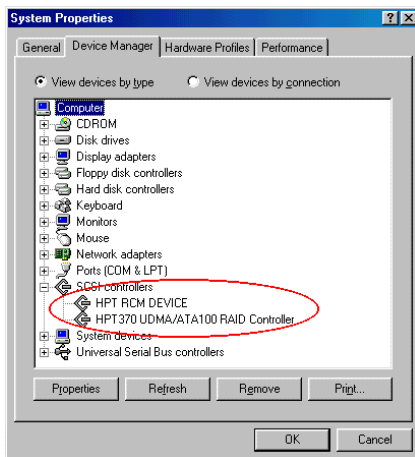 System Properties
General Device Manager Hardware Profiles Performance
View devices by type View devices by connection
Computer
CDROM
Disk drives
Display adapters
Floppy disk controllers
Hard disk controllers
Keyboard
Monitors
Mouse
Network adapters
Ports (COM & LPT)
SCSI controllers
HPT RCM DEVICE
HPT370 UDMA/ATA100 RAID Controller
System devices
Universal Serial Bus controllers
Properties Refresh Remove Print...
OK Cancel